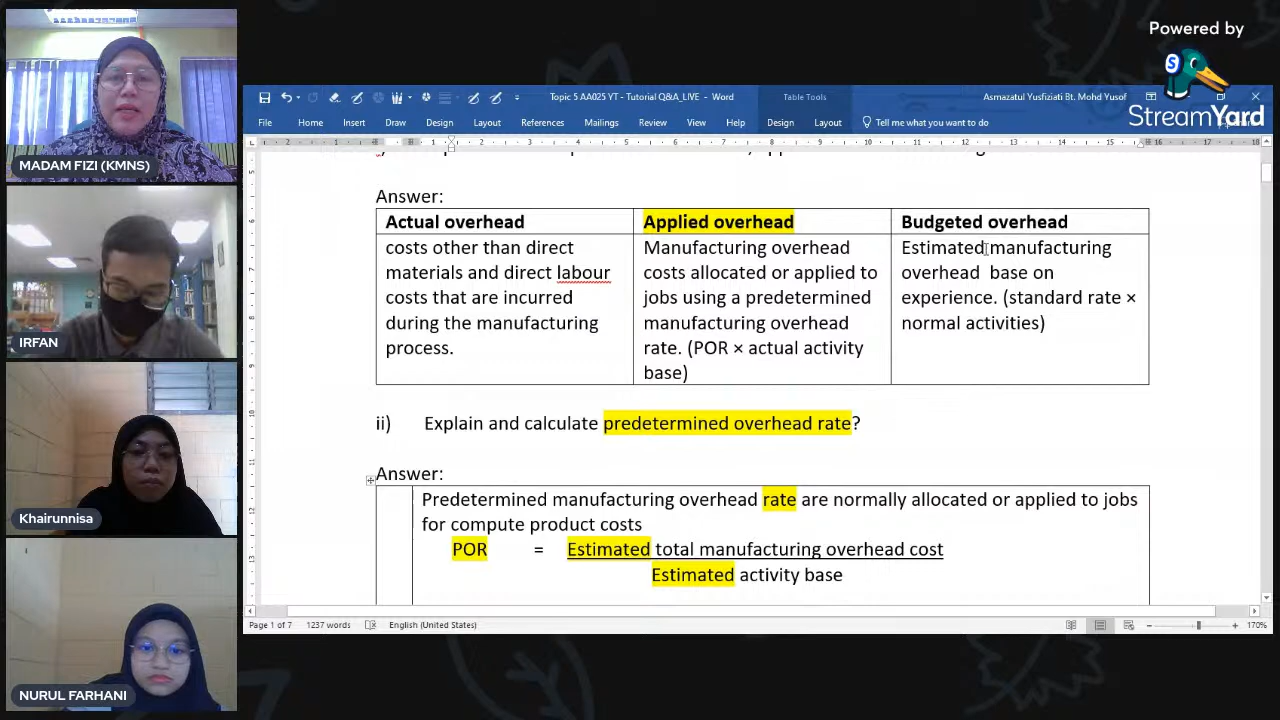 Powered by
StreamYard
MADAM FIZI (KMNS)
IRFAN
Khairunnisa
NURUL FARHANI
Topic 5 AA025 YT - Tutorial Q&A_LIVE - Word
Table Tools
Asmazatul Yusfiziati Bt. Mohd Yusof
File Home Insert Draw Design Layout References Mailings Review View Help Design Layout Tell me what you want to do
Answer:
Actual overhead
costs other than direct
materials and direct labour
costs that are incurred
during the manufacturing
process.
Applied overhead
Manufacturing overhead
costs allocated or applied to
jobs using a predetermined
manufacturing overhead
rate. (POR × actual activity
base)
Budgeted overhead
Estimated manufacturing
overhead base on
experience. (standard rate ×
normal activities)
ii) Explain and calculate predetermined overhead rate?
Answer:
Predetermined manufacturing overhead rate are normally allocated or applied to jobs
for compute product costs
POR = Estimated total manufacturing overhead cost
Estimated activity base
Page 1 of 7 1237 words English (United States) 170%